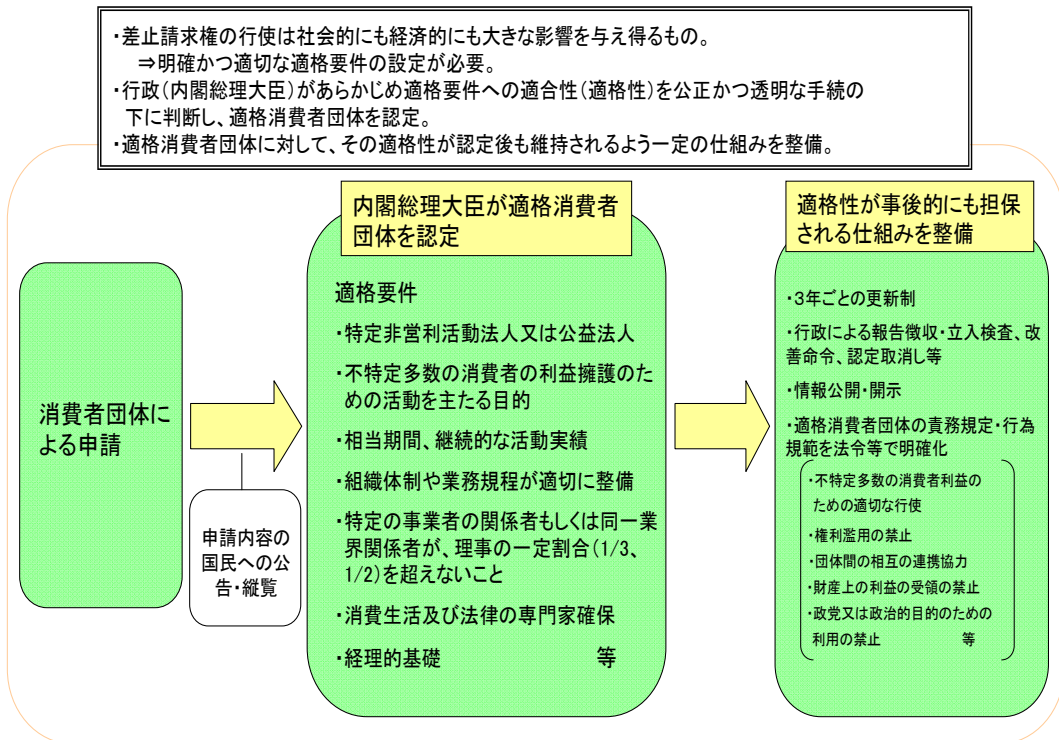 ・差止請求権の行使は社会的にも経済的にも大きな影響を与え得るもの。
⇒明確かつ適切な適格要件の設定が必要。
・行政(内閣総理大臣)があらかじめ適格要件への適合性(適格性)を公正かつ透明な手続の
下に判断し、適格消費者団体を認定。
・適格消費者団体に対して、その適格性が認定後も維持されるよう一定の仕組みを整備。
消費者団体に
よる申請
申請内容の
国民への公
告・縦覧
内閣総理大臣が適格消費者
団体を認定
適格要件
・特定非営利活動法人又は公益法人
・不特定多数の消費者の利益擁護のた
めの活動を主たる目的
・相当期間、継続的な活動実績
・組織体制や業務規程が適切に整備
・特定の事業者の関係者もしくは同一業
界関係者が、理事の一定割合(1/3、
1/2)を超えないこと
・消費生活及び法律の専門家確保
・経理的基礎 等
適格性が事後的にも担保
される仕組みを整備
・3年ごとの更新制
・行政による報告徴収・立入検査、改
善命令、認定取消し等
・情報公開・開示
・適格消費者団体の責務規定・行為
規範を法令等で明確化
・不特定多数の消費者利益の
ための適切な行使
・権利濫用の禁止
・団体間の相互の連携協力
・財産上の利益の受領の禁止
・政党又は政治的目的のための
利用の禁止 等